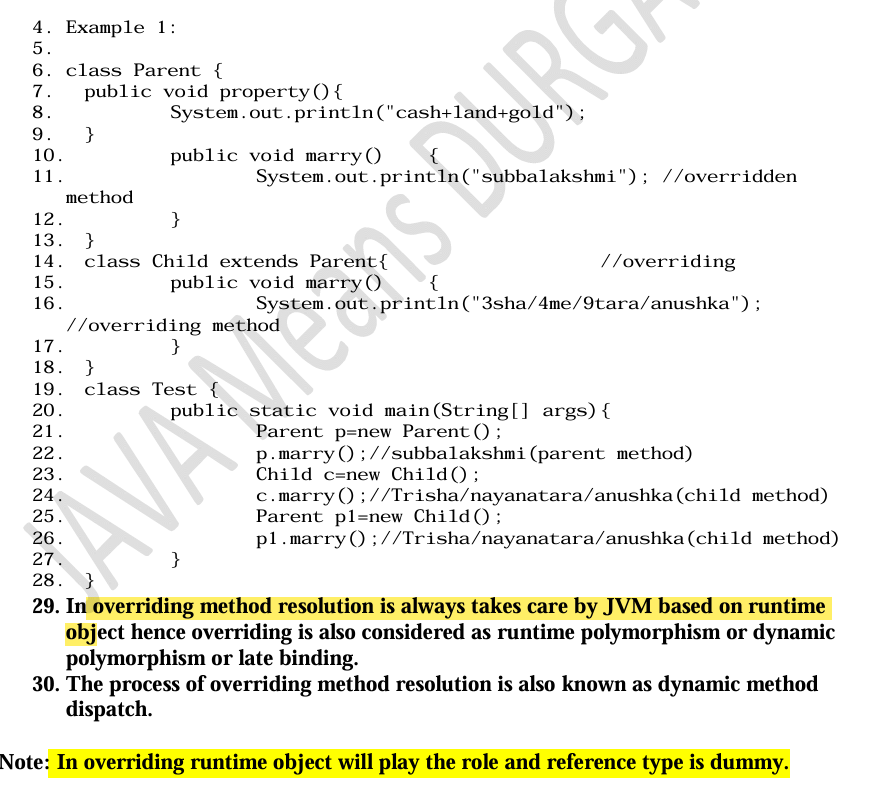 4. Example 1:
5.
6. class Parent {
7. public void property(){
8. System.out.println("cash+land+gold");
9. }
10. public void marry() {
11. System.out.println("subbalakshmi"); //overridden
method
12. }
13. }
14. class Child extends Parent{ //overriding
15. public void marry() {
16. System.out.println("3sha/4me/9tara/anushka");
//overriding method
17. }
18. }
19. class Test {
20. public static void main(String[] args){
21. Parent p=new Parent();
22. p.marry();//subbalakshmi(parent method)
23. Child c=new Child();
24. c.marry();//Trisha/nayanatara/anushka(child method)
25. Parent p1=new Child();
26. p1.marry();//Trisha/nayanatara/anushka(child method)
27. }
28. }
29. In overriding method resolution is always takes care by JVM based on runtime
object hence overriding is also considered as runtime polymorphism or dynamic
polymorphism or late binding.
30. The process of overriding method resolution is also known as dynamic method
dispatch.
Note: In overriding runtime object will play the role and reference type is dummy.
JAVA Means DURGA